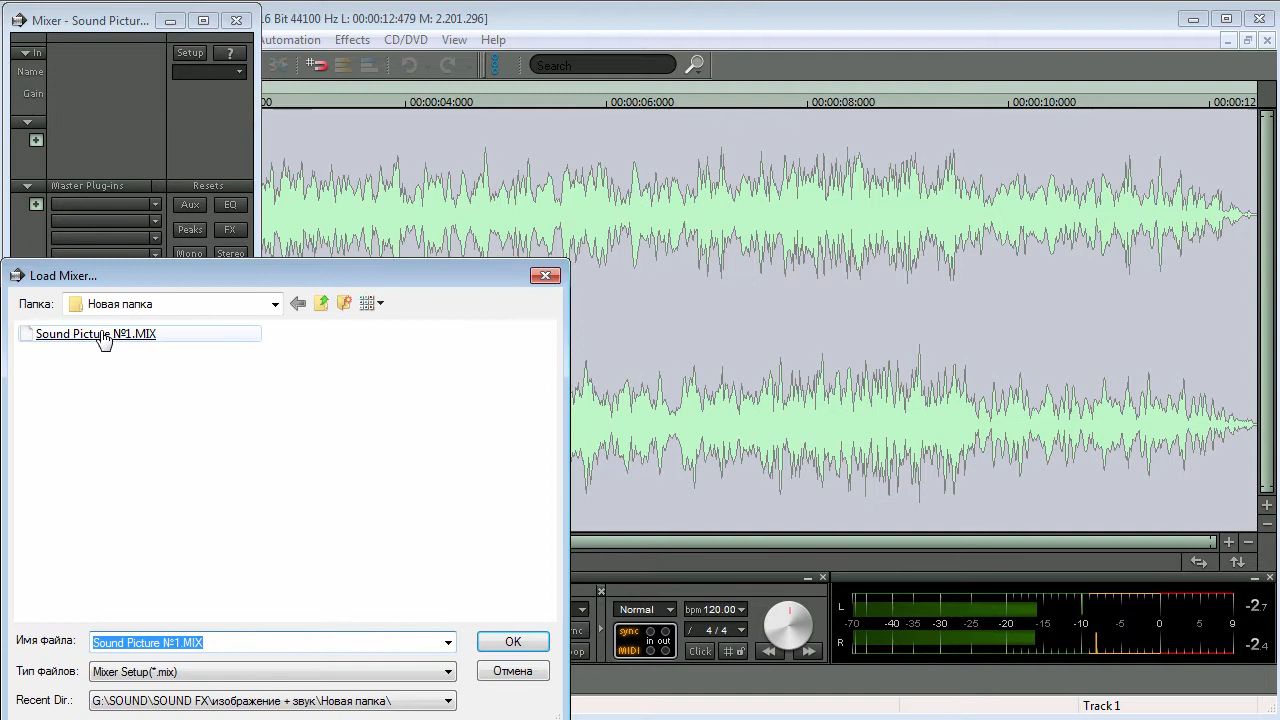 Mixer - Sound Pictur...
16 Bit 44100 Hz L: 00:00:12:479 M: 2.201.296]
Automation Effects CD/DVD View Help
In Setup ?
Name
Gain
Search
00:00:04:000 00:00:06:000 00:00:08:000 00:00:10:000 00:00:12
Master Plug-ins Resets
Aux EQ
Peaks FX
Mono Stereo
Load Mixer...
Папка: Новая папка
Sound Picture №1.MIX
Имя файла: Sound Picture №1.MIX OK
Тип файлов: Mixer Setup(*.mix) Отмена
Recent Dir.: G:\SOUND\SOUND FX\изображение + звук\Новая папка\
Normal bpm 120.00
sync in out MIDI
4 / 4
Click
L -2.7
-70 -40 -30 -25 -20 -15 -10 -5 0 5 9
R -2.4
Track 1